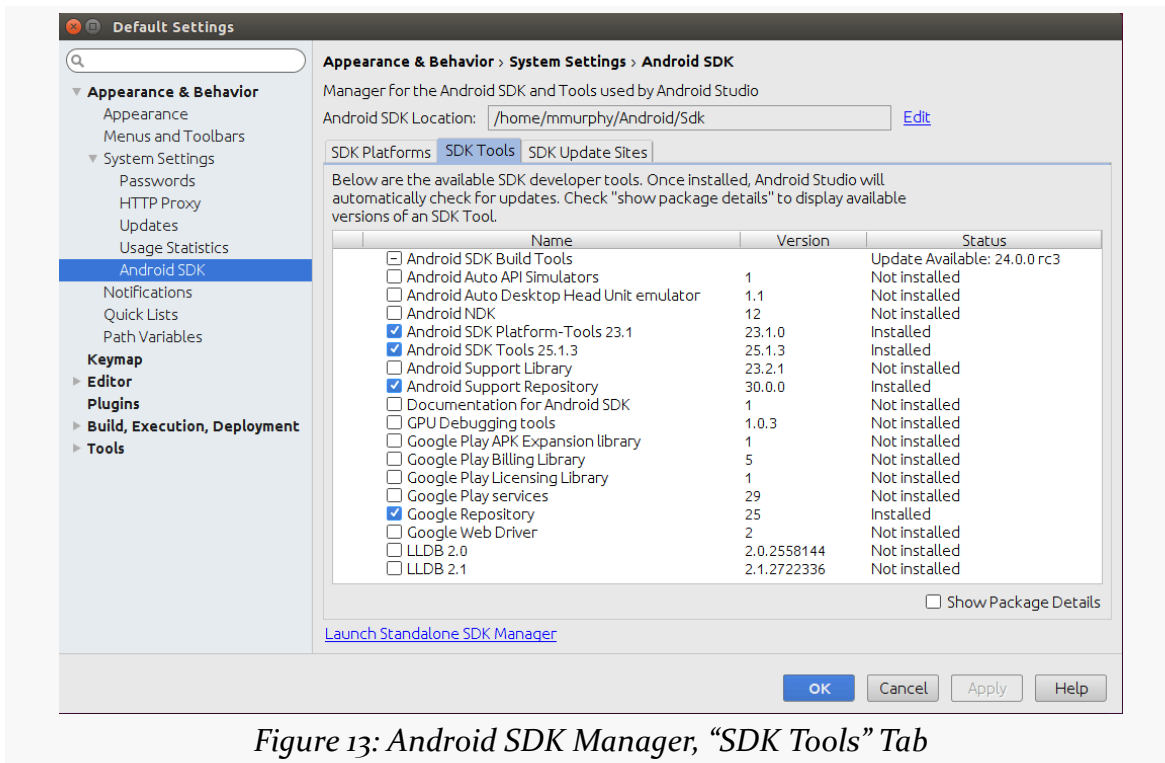 Default Settings
Appearance & Behavior
Appearance
Menus and Toolbars
System Settings
Passwords
HTTP Proxy
Updates
Usage Statistics
Android SDK
Notifications
Quick Lists
Path Variables
Keymap
Editor
Plugins
Build, Execution, Deployment
Tools
Appearance & Behavior › System Settings › Android SDK
Manager for the Android SDK and Tools used by Android Studio
Android SDK Location: /home/mmurphy/Android/Sdk Edit
SDK Platforms SDK Tools SDK Update Sites
Below are the available SDK developer tools. Once installed, Android Studio will
automatically check for updates. Check "show package details" to display available
versions of an SDK Tool.
Name Version Status
Android SDK Build Tools Update Available: 24.0.0 rc3
Android Auto API Simulators 1 Not installed
Android Auto Desktop Head Unit emulator 1.1 Not installed
Android NDK 12 Not installed
Android SDK Platform-Tools 23.1 23.1.0 Installed
Android SDK Tools 25.1.3 25.1.3 Installed
Android Support Library 23.2.1 Not installed
Android Support Repository 30.0.0 Installed
Documentation for Android SDK 1 Not installed
GPU Debugging tools 1.0.3 Not installed
Google Play APK Expansion library 1 Not installed
Google Play Billing Library 5 Not installed
Google Play Licensing Library 1 Not installed
Google Play services 29 Not installed
Google Repository 25 Installed
Google Web Driver 2 Not installed
LLDB 2.0 2.0.2558144 Not installed
LLDB 2.1 2.1.2722336 Not installed
Show Package Details
Launch Standalone SDK Manager
OK Cancel Apply Help
Figure 13: Android SDK Manager, “SDK Tools” Tab